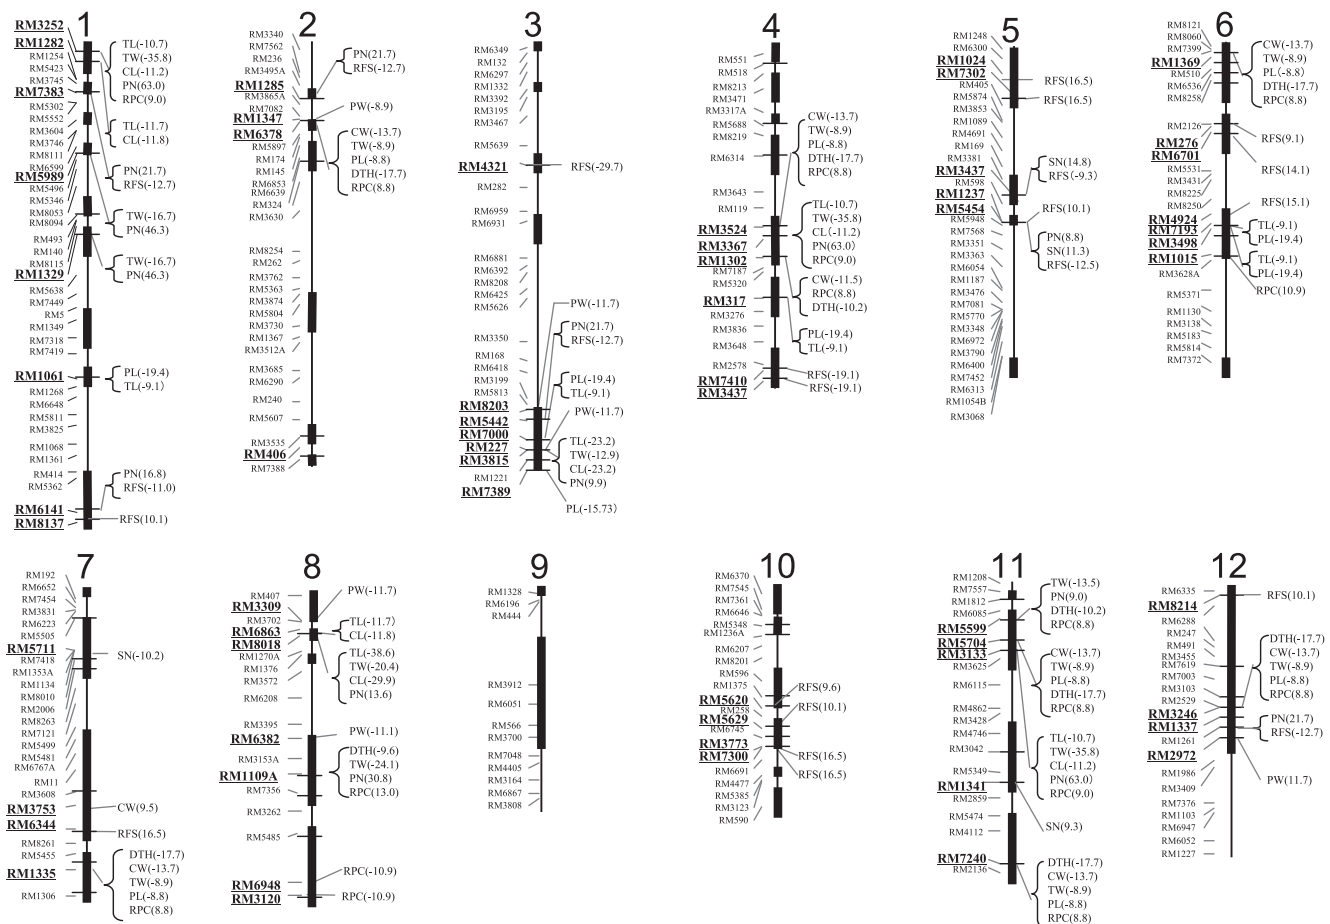 1
RM3252
RM1282
RM1254
RM5423
RM3745
RM7383
RM5302
RM5552
RM3604
RM3746
RM8111
RM6599
RM5989
RM5496
RM5346
RM8053
RM8094
RM493
RM140
RM8115
RM1329
RM5638
RM7449
RM5
RM1349
RM7318
RM7419
RM1061
RM1268
RM6648
RM5811
RM3825
RM1068
RM1361
RM414
RM5362
RM6141
RM8137
TL(-10.7)
TW(-35.8)
CL(-11.2)
PN(63.0)
RPC(9.0)
TL(-11.7)
CL(-11.8)
PN(21.7)
RFS(-12.7)
TW(-16.7)
PN(46.3)
TW(-16.7)
PN(46.3)
PL(-19.4)
TL(-9.1)
PN(16.8)
RFS(-11.0)
RFS(10.1)
2
RM3340
RM7562
RM236
RM3495A
RM1285
RM3865A
RM7082
RM1347
RM6378
RM5897
RM174
RM145
RM6853
RM6639
RM324
RM3630
RM8254
RM262
RM3762
RM5363
RM3874
RM5804
RM3730
RM1367
RM3512A
RM3685
RM6290
RM240
RM5607
RM3535
RM406
RM7388
PN(21.7)
RFS(-12.7)
PW(-8.9)
CW(-13.7)
TW(-8.9)
PL(-8.8)
DTH(-17.7)
RPC(8.8)
3
RM6349
RM132
RM6297
RM1332
RM3392
RM3195
RM3467
RM5639
RM4321
RM282
RM6959
RM6931
RM6881
RM6392
RM8208
RM6425
RM5626
RM3350
RM168
RM6418
RM3199
RM5813
RM8203
RM5442
RM7000
RM227
RM3815
RM1221
RM7389
RFS(-29.7)
PW(-11.7)
PN(21.7)
RFS(-12.7)
PL(-19.4)
TL(-9.1)
PW(-11.7)
TL(-23.2)
TW(-12.9)
CL(-23.2)
PN(9.9)
PL(-15.73)
4
RM551
RM518
RM8213
RM3471
RM3317A
RM5688
RM8219
RM6314
RM3643
RM119
RM3524
RM3367
RM1302
RM7187
RM5320
RM317
RM3276
RM3836
RM3648
RM2578
RM7410
RM3437
CW(-13.7)
TW(-8.9)
PL(-8.8)
DTH(-17.7)
RPC(8.8)
TL(-10.7)
TW(-35.8)
CL(-11.2)
PN(63.0)
RPC(9.0)
CW(-11.5)
RPC(8.8)
DTH(-10.2)
PL(-19.4)
TL(-9.1)
RFS(-19.1)
RFS(-19.1)
5
RM1248
RM6300
RM1024
RM7302
RM405
RM5874
RM3853
RM1089
RM4691
RM169
RM3381
RM3437
RM598
RM1237
RM5454
RM5948
RM7568
RM3351
RM3363
RM6054
RM1187
RM3476
RM7081
RM5770
RM3348
RM6972
RM3790
RM6400
RM7452
RM6313
RM1054B
RM3068
RFS(16.5)
RFS(16.5)
SN(14.8)
RFS(-9.3)
RFS(10.1)
PN(8.8)
SN(11.3)
RFS(-12.5)
6
RM8121
RM8060
RM7399
RM1369
RM510
RM6536
RM8258
RM2126
RM276
RM6701
RM5531
RM3431
RM8225
RM8250
RM4924
RM7193
RM3498
RM1015
RM3628A
RM5371
RM1130
RM3138
RM5183
RM5814
RM7372
CW(-13.7)
TW(-8.9)
PL(-8.8)
DTH(-17.7)
RPC(8.8)
RFS(9.1)
RFS(14.1)
RFS(15.1)
TL(-9.1)
PL(-19.4)
TL(-9.1)
PL(-19.4)
RPC(10.9)
7
RM192
RM6652
RM7454
RM3831
RM6223
RM5505
RM5711
RM7418
RM1353A
RM1134
RM8010
RM2006
RM8263
RM7121
RM5499
RM5481
RM6767A
RM11
RM3608
RM3753
RM6344
RM8261
RM5455
RM1335
RM1306
SN(-10.2)
CW(9.5)
RFS(16.5)
DTH(-17.7)
CW(-13.7)
TW(-8.9)
PL(-8.8)
RPC(8.8)
8
RM407
RM3309
RM3702
RM6863
RM8018
RM1270A
RM1376
RM3572
RM6208
RM3395
RM6382
RM3153A
RM1109A
RM7356
RM3262
RM5485
RM6948
RM3120
PW(-11.7)
TL(-11.7)
CL(-11.8)
TL(-38.6)
TW(-20.4)
CL(-29.9)
PN(13.6)
PW(-11.1)
DTH(-9.6)
TW(-24.1)
PN(30.8)
RPC(13.0)
RPC(-10.9)
RPC(-10.9)
9
RM1328
RM6196
RM444
RM3912
RM6051
RM566
RM3700
RM7048
RM4405
RM3164
RM6867
RM3808
10
RM6370
RM7545
RM7361
RM6646
RM5348
RM1236A
RM6207
RM8201
RM596
RM1375
RM5620
RM258
RM5629
RM6745
RM3773
RM7300
RM6691
RM4477
RM5385
RM3123
RM590
RFS(9.6)
RFS(10.1)
RFS(16.5)
RFS(16.5)
11
RM1208
RM7557
RM1812
RM6085
RM5599
RM5704
RM3133
RM3625
RM6115
RM4862
RM3428
RM4746
RM3042
RM5349
RM1341
RM2859
RM5474
RM4112
RM7240
RM2136
TW(-13.5)
PN(9.0)
DTH(-10.2)
RPC(8.8)
CW(-13.7)
TW(-8.9)
PL(-8.8)
DTH(-17.7)
RPC(8.8)
TL(-10.7)
TW(-35.8)
CL(-11.2)
PN(63.0)
RPC(9.0)
SN(9.3)
DTH(-17.7)
CW(-13.7)
TW(-8.9)
PL(-8.8)
RPC(8.8)
12
RM6335
RM8214
RM6288
RM247
RM491
RM3455
RM7619
RM7003
RM3103
RM2529
RM3246
RM1337
RM1261
RM2972
RM1986
RM3409
RM7376
RM1103
RM6947
RM6052
RM1227
RFS(10.1)
DTH(-17.7)
CW(-13.7)
TW(-8.9)
PL(-8.8)
RPC(8.8)
PN(21.7)
RFS(-12.7)
PW(11.7)